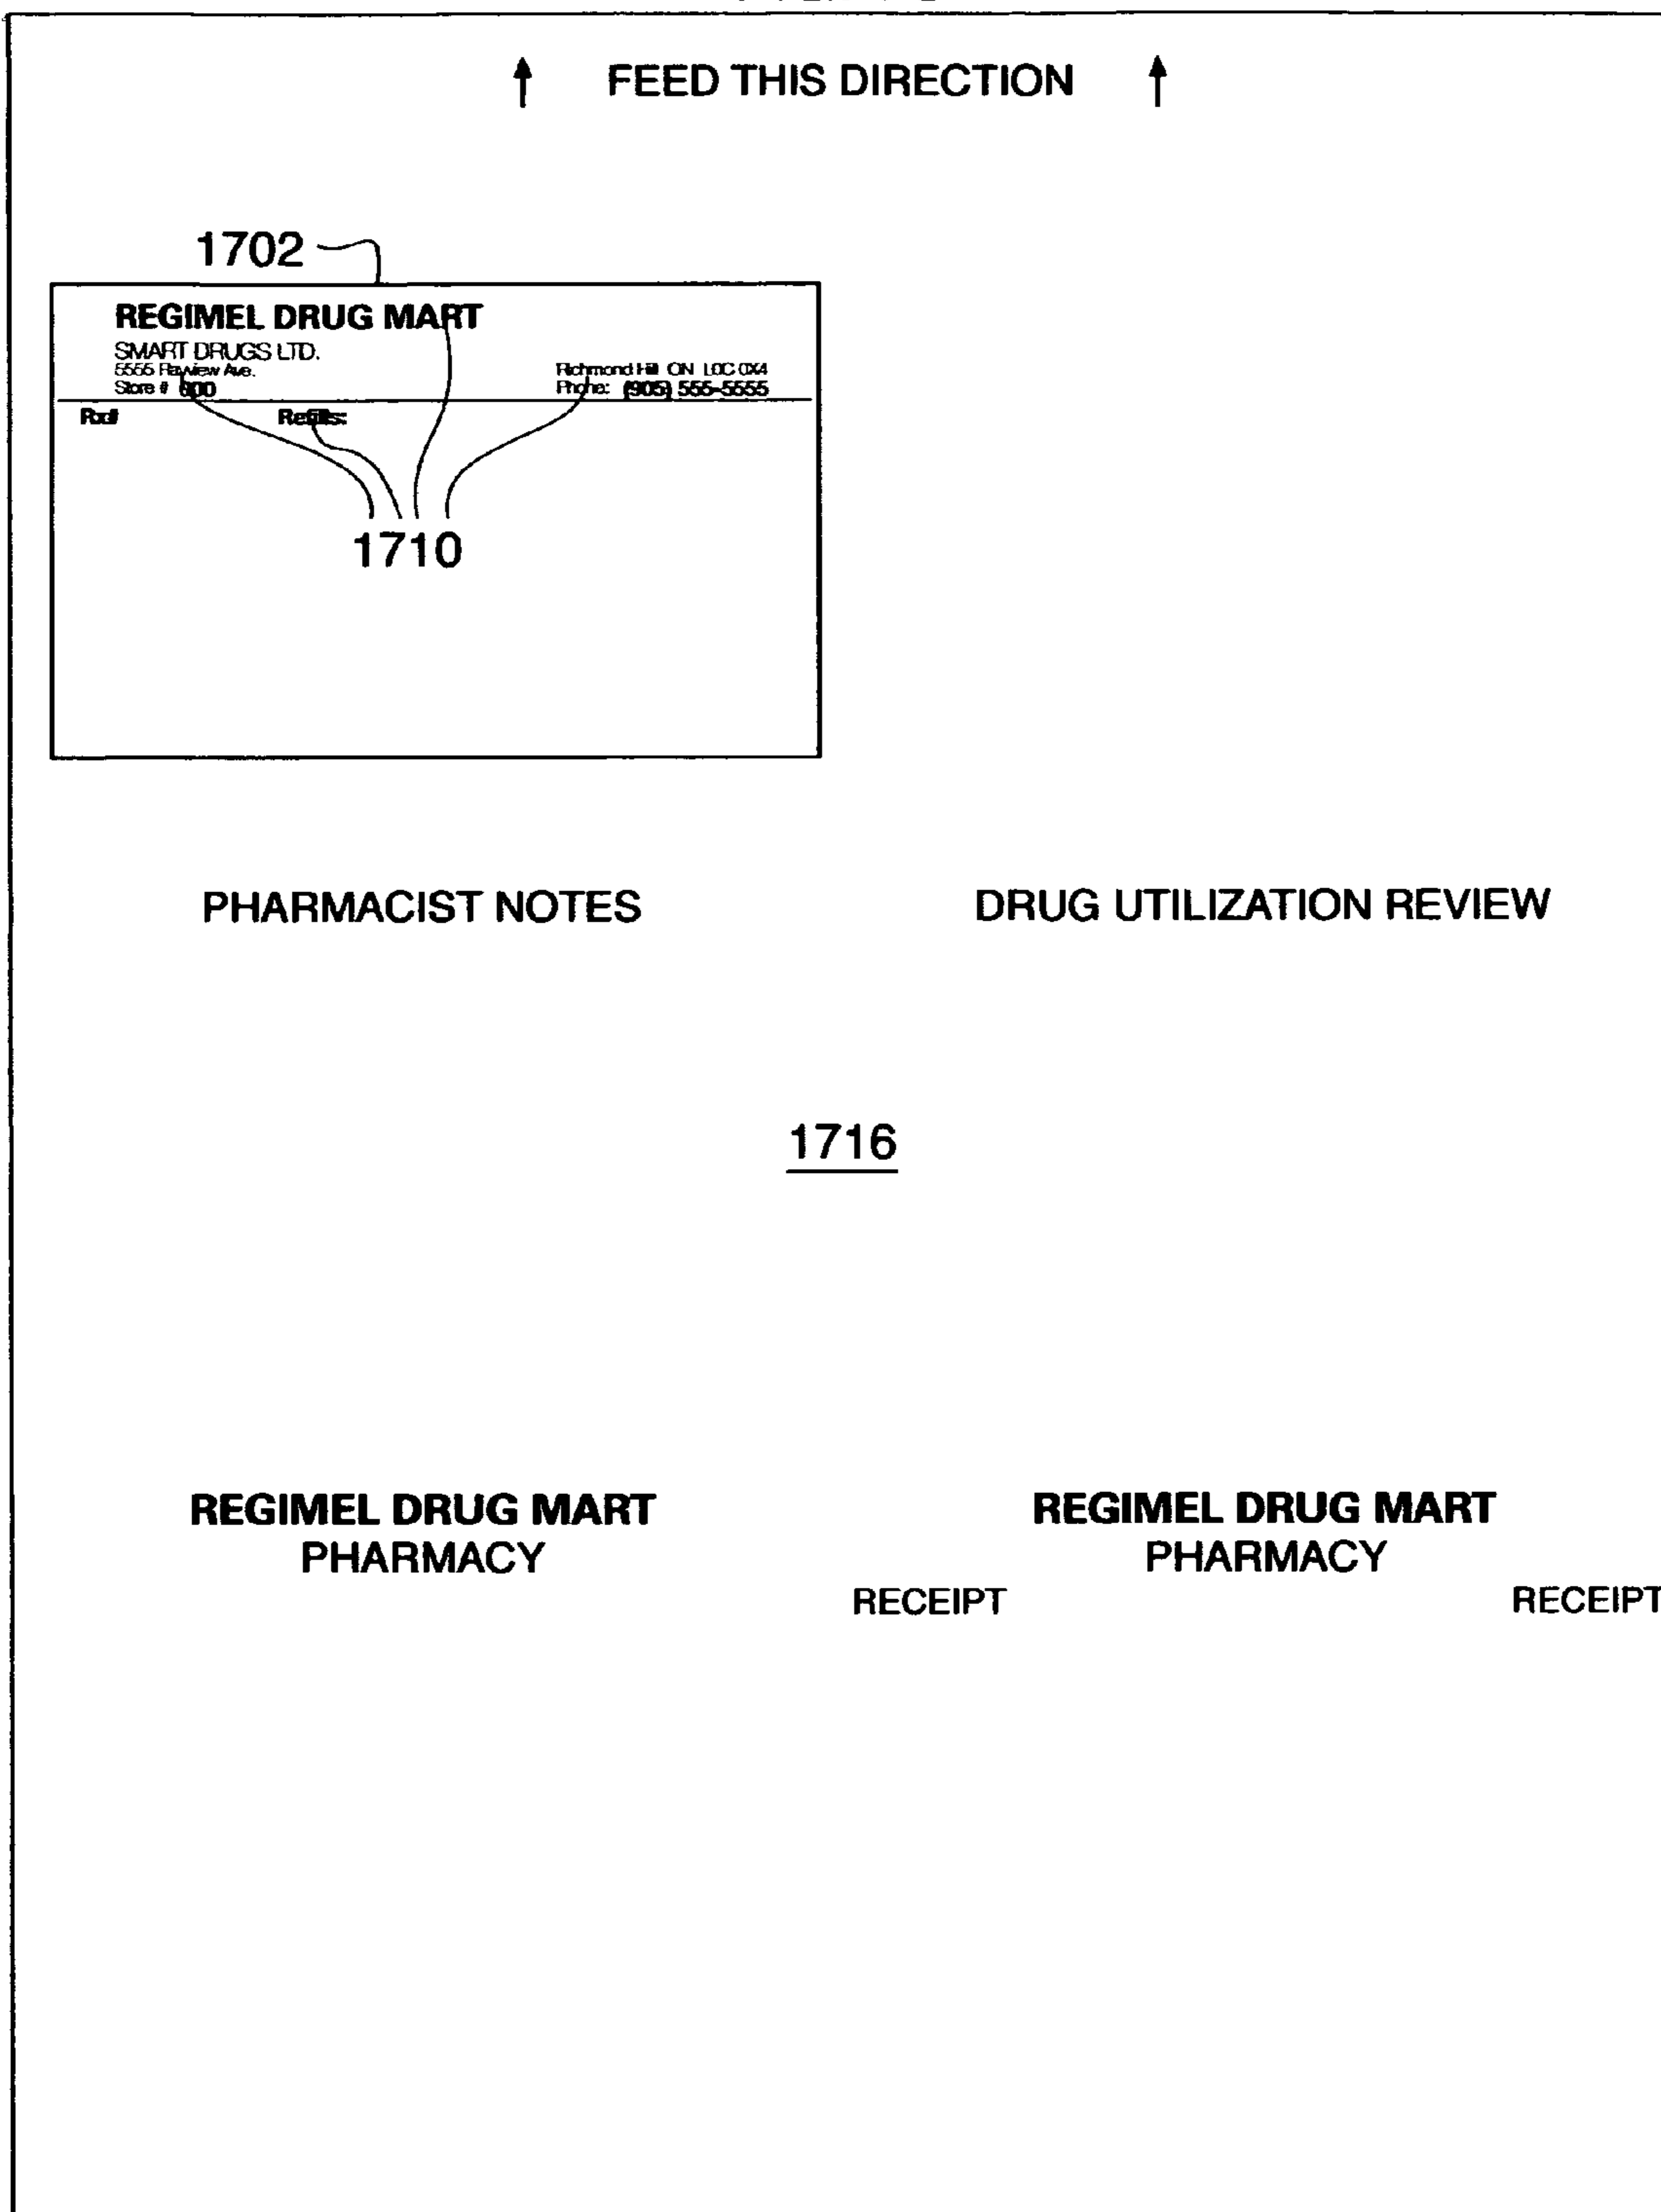 ↑ FEED THIS DIRECTION ↑
1702
REGIMEL DRUG MART
SMART DRUGS LTD.
5555 Ave.
Store # 600
Richmond Hill ON L0C 0X4
Phone: (905) 555-5555
Rx# Refills:
1710
PHARMACIST NOTES DRUG UTILIZATION REVIEW
1716
REGIMEL DRUG MART REGIMEL DRUG MART
PHARMACY PHARMACY
RECEIPT RECEIPT